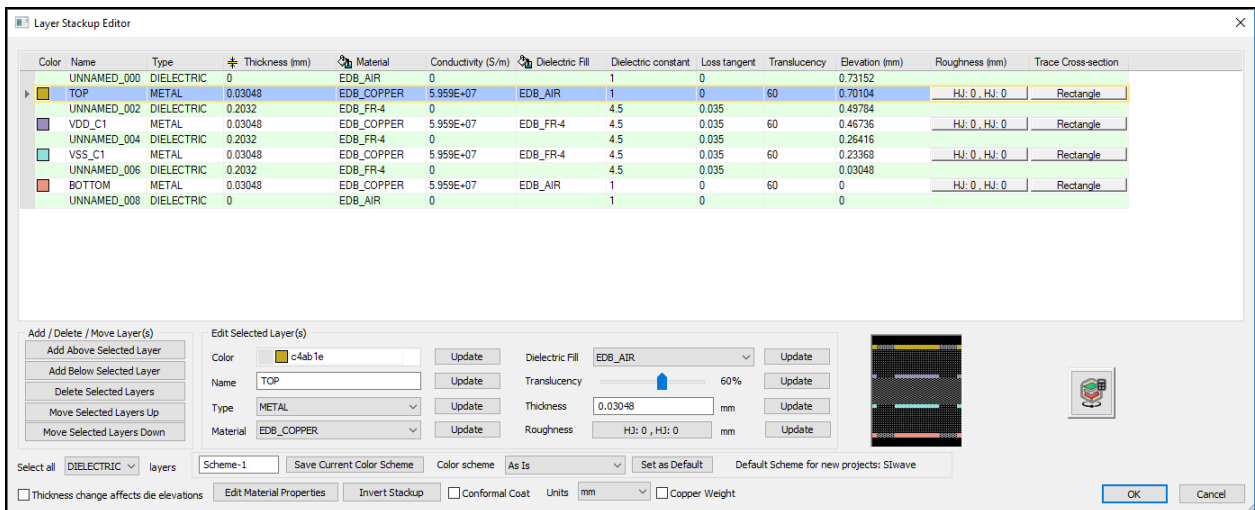 Layer Stackup Editor
Color Name Type Thickness (mm) Material Conductivity (S/m) Dielectric Fill Dielectric constant Loss tangent Translucency Elevation (mm) Roughness (mm) Trace Cross-section
UNNAMED_000 DIELECTRIC 0 EDB_AIR 0 1 0 0.73152
TOP METAL 0.03048 EDB_COPPER 5.959E+07 EDB_AIR 1 0 60 0.70104 HJ: 0 , HJ: 0 Rectangle
UNNAMED_002 DIELECTRIC 0.2032 EDB_FR-4 0 4.5 0.035 0.49784
VDD_C1 METAL 0.03048 EDB_COPPER 5.959E+07 EDB_FR-4 4.5 0.035 60 0.46736 HJ: 0 , HJ: 0 Rectangle
UNNAMED_004 DIELECTRIC 0.2032 EDB_FR-4 0 4.5 0.035 0.26416
VSS_C1 METAL 0.03048 EDB_COPPER 5.959E+07 EDB_FR-4 4.5 0.035 60 0.23368 HJ: 0 , HJ: 0 Rectangle
UNNAMED_006 DIELECTRIC 0.2032 EDB_FR-4 0 4.5 0.035 0.03048
BOTTOM METAL 0.03048 EDB_COPPER 5.959E+07 EDB_AIR 1 0 60 0 HJ: 0 , HJ: 0 Rectangle
UNNAMED_008 DIELECTRIC 0 EDB_AIR 0 1 0 0
Add / Delete / Move Layer(s)
Add Above Selected Layer
Add Below Selected Layer
Delete Selected Layers
Move Selected Layers Up
Move Selected Layers Down
Edit Selected Layer(s)
Color c4ab1e Update Dielectric Fill EDB_AIR Update
Name TOP Update Translucency 60% Update
Type METAL Update Thickness 0.03048 mm Update
Material EDB_COPPER Update Roughness HJ: 0 , HJ: 0 mm Update
Select all DIELECTRIC layers Scheme-1 Save Current Color Scheme Color scheme As Is Set as Default Default Scheme for new projects: SIwave
Thickness change affects die elevations Edit Material Properties Invert Stackup Conformal Coat Units mm Copper Weight OK Cancel